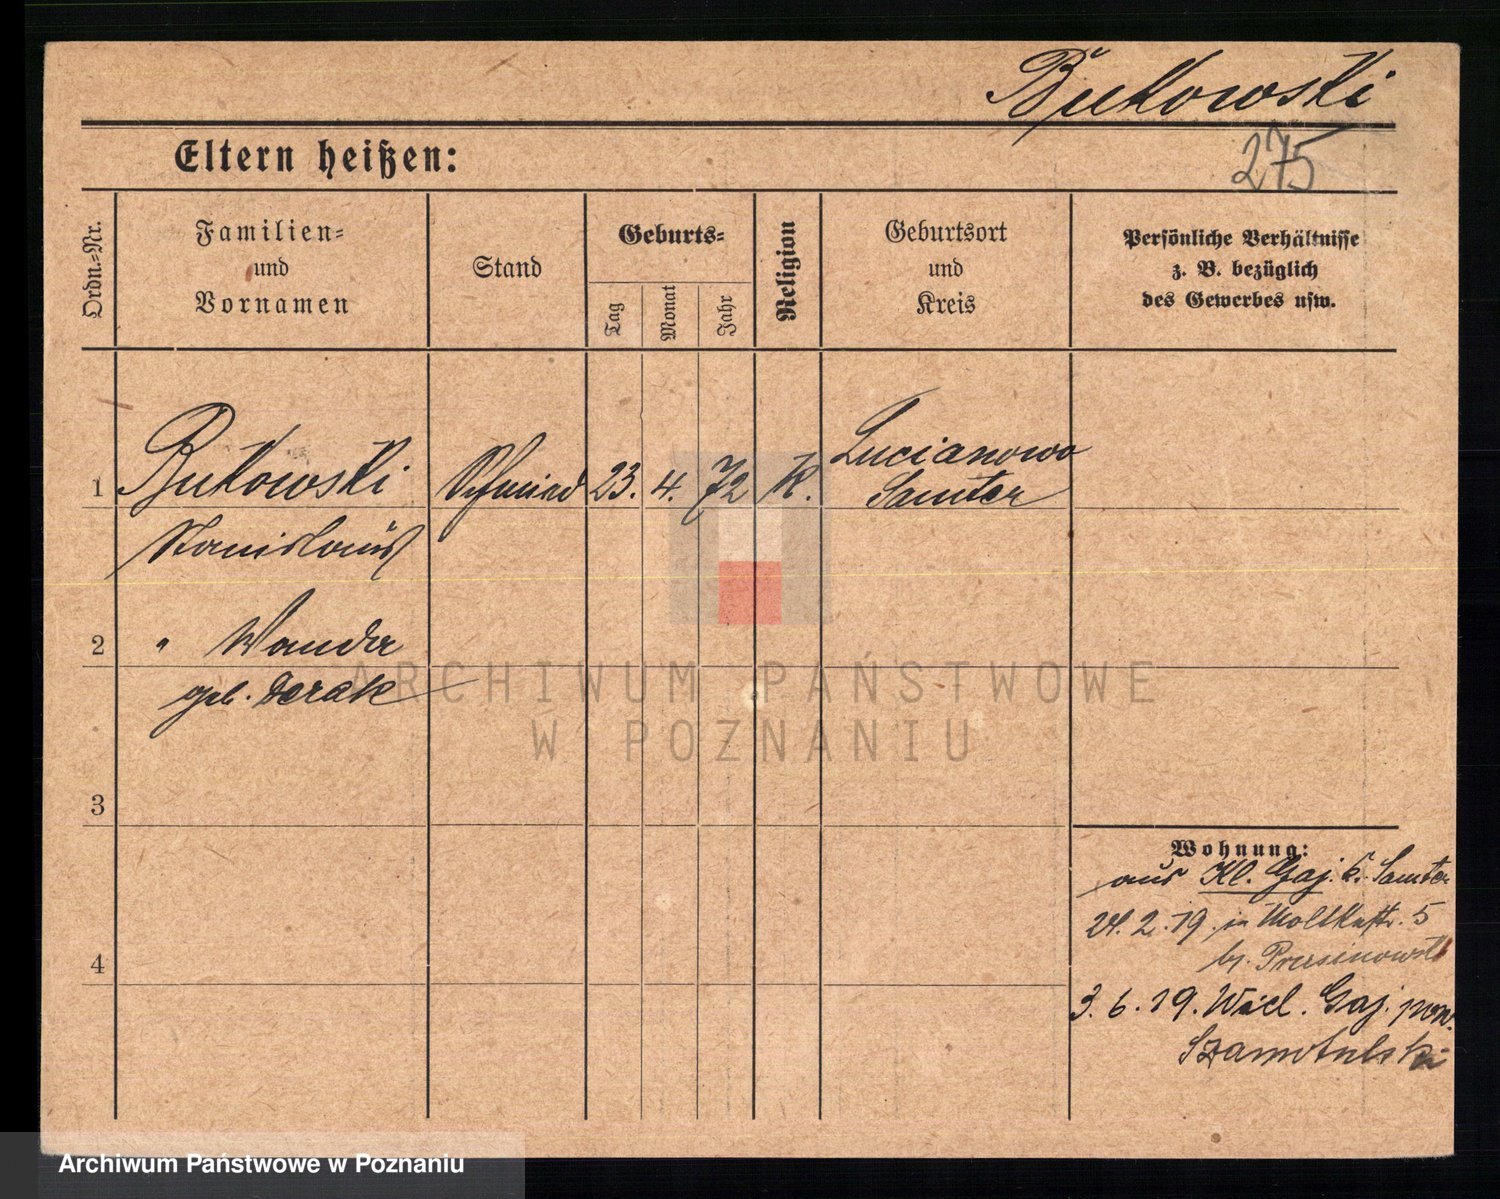 Bukowski
275
Eltern heißen:
Ordn.-Nr.
Familien-
und
Vornamen
Stand
Geburts-
Tag
Monat
Jahr
Religion
Geburtsort
und
Kreis
Persönliche Verhältnisse
z. B. bezüglich
des Gewerbes usw.
1 Bukowski Schmied 23. 4. 72 K. Lucianowo
Samter
Stanislaus
2 " Wanda
geb. Dorak
3
4
Wohnung:
aus Kl. Gaj. K. Samter
24. 2. 19. in Moltkestr. 5
b.
3. 6. 19. Gaj. pow.
Szamotulski
ARCHIWUM PAŃSTWOWE
W POZNANIU
Archiwum Państwowe w Poznaniu